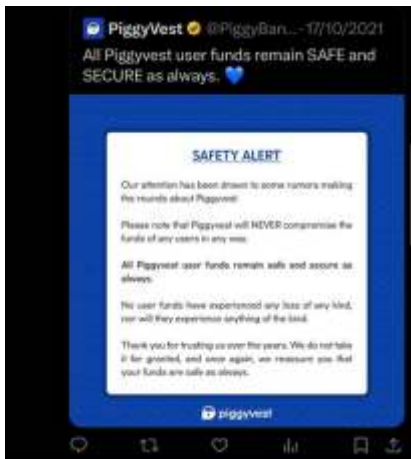 PiggyVest @PiggyBan... · 17/10/2021
All Piggyvest user funds remain SAFE and
SECURE as always. 💙
SAFETY ALERT
Our attention has been drawn to some rumors making
the rounds about Piggyvest.
Please note that Piggyvest will NEVER compromise the
funds of any users in any way.
All Piggyvest user funds remain safe and secure as
always.
No user funds have experienced any loss of any kind,
nor will they experience anything of the kind.
Thank you for trusting us over the years. We do not take
it for granted, and once again, we reassure you that
your funds are safe as always.
piggyvest